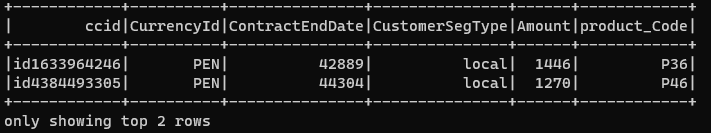 +------------+----------+---------------+---------------+------+------------+
|        ccid|CurrencyId|ContractEndDate|CustomerSegType|Amount|product_Code|
+------------+----------+---------------+---------------+------+------------+
|id1633964246|       PEN|          42889|          local|  1446|         P36|
|id4384493305|       PEN|          44304|          local|  1270|         P46|
+------------+----------+---------------+---------------+------+------------+
only showing top 2 rows